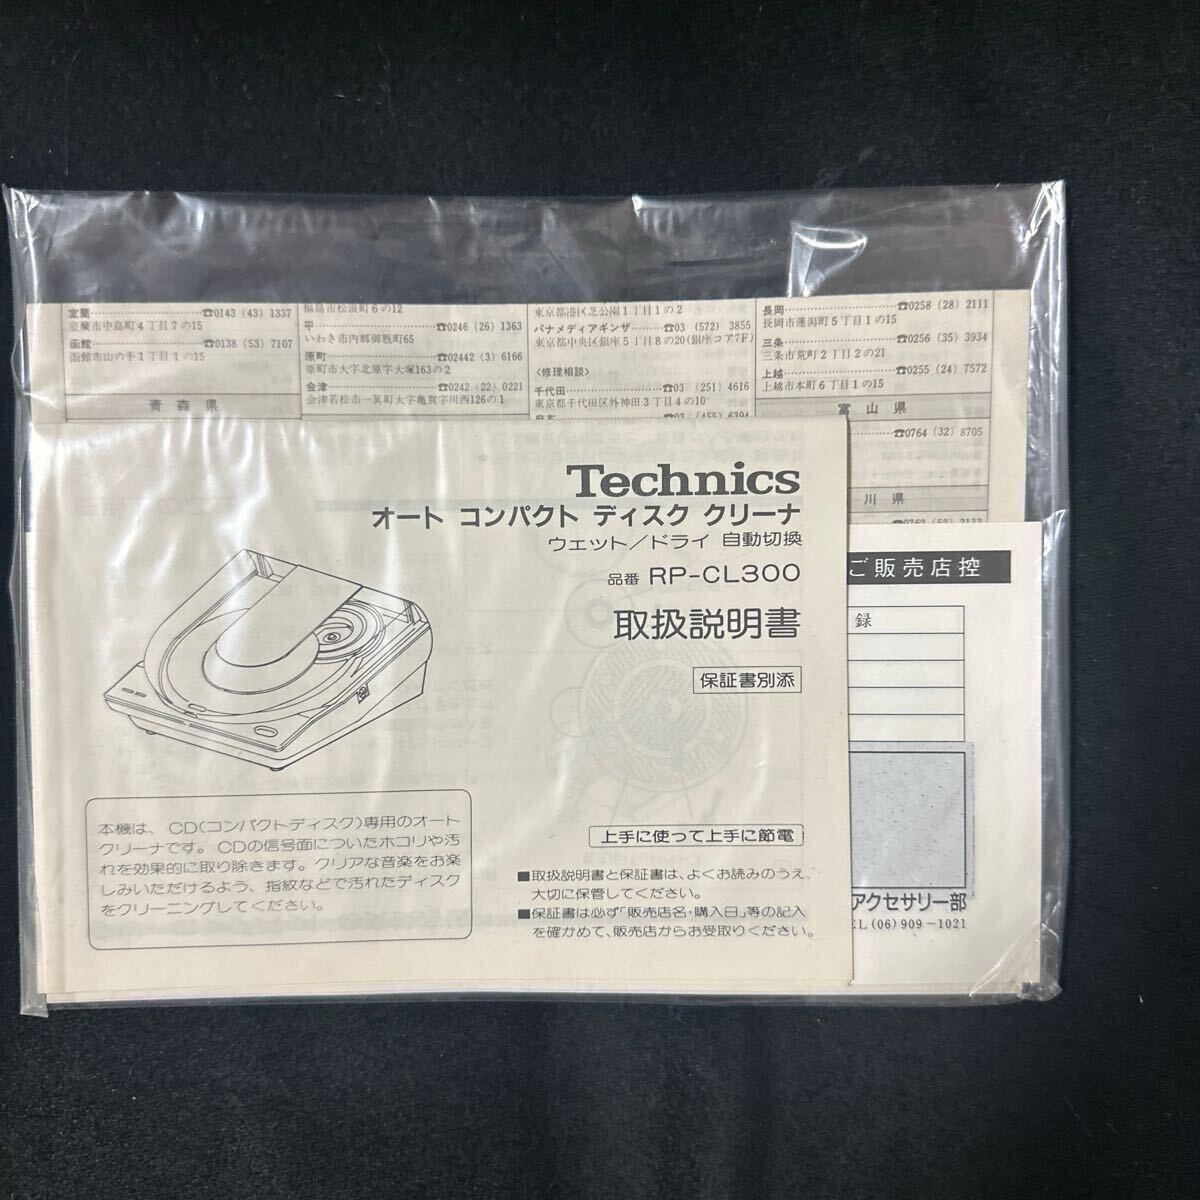 室蘭……☎0143 (43) 1337
室蘭市中島町4丁目7の15
函館……☎0138 (53) 7107
函館市山の手1丁目1の15
青森県
福島市松浪町6の12
平……☎0246 (26) 1363
いわき市内郷御厩町65
原町……☎02442 (3) 6166
原町市大字北原字大塚163の2
会津……☎0242 (22) 0221
会津若松市一箕町大字亀賀字川西126の1
東京都港区芝公園1丁目1の2
パナメディアギンザ……☎03 (572) 3855
東京都中央区銀座5丁目8の20(銀座コア7F)
〈修理相談〉
千代田……☎03 (251) 4616
東京都千代田区外神田3丁目4の10
麻布……☎03 (455) 6394
長岡……☎0258 (28) 2111
長岡市蓮潟町5丁目1の15
三条……☎0256 (35) 3934
三条市荒町2丁目2の21
上越……☎0255 (24) 7572
上越市本町6丁目1の15
富山県
☎0764 (32) 8705
川県
☎0762 (52) 2133
Technics
オート コンパクト ディスク クリーナ
ウェット／ドライ 自動切換
品番 RP-CL300
取扱説明書
保証書別添
本機は、CD(コンパクトディスク)専用のオート
クリーナです。CDの信号面についたホコリや汚
れを効果的に取り除きます。クリアな音楽をお楽
しみいただけるよう、指紋などで汚れたディスク
をクリーニングしてください。
上手に使って上手に節電
■取扱説明書と保証書は、よくお読みのうえ、
大切に保管してください。
■保証書は必ず「販売店名・購入日」等の記入
を確かめて、販売店からお受取りください。
ご販売店控
録
アクセサリー部
EL (06) 909-1021